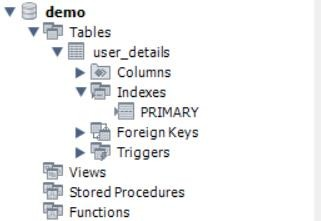 demo
Tables
user_details
Columns
Indexes
PRIMARY
Foreign Keys
Triggers
Views
Stored Procedures
Functions